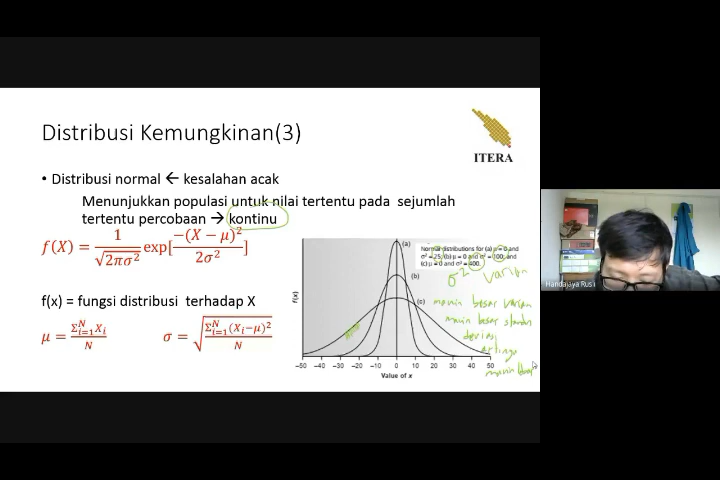 Distribusi Kemungkinan(3)
ITERA
• Distribusi normal ← kesalahan acak
Menunjukkan populasi untuk nilai tertentu pada sejumlah
tertentu percobaan → kontinu
f(X) = 1/√2πσ² exp[−(X − μ)²/2σ²]
f(x) = fungsi distribusi terhadap X
μ = Σᵢ₌₁ᴺ Xᵢ/N
σ = √Σᵢ₌₁ᴺ(Xᵢ−μ)²/N
Normal distributions for (a) μ = 0 and
σ² = 25; (b) μ = 0 and σ² = 100; and
(c) μ = 0 and σ² = 400.
(a)
(b)
(c)
σ² varian
makin besar varian
makin besar standar
deviasi
artinya
makin
f(x)
−50 −40 −30 −20 −10 0 10 20 30 40 50
Value of x
Handajaya Rusli